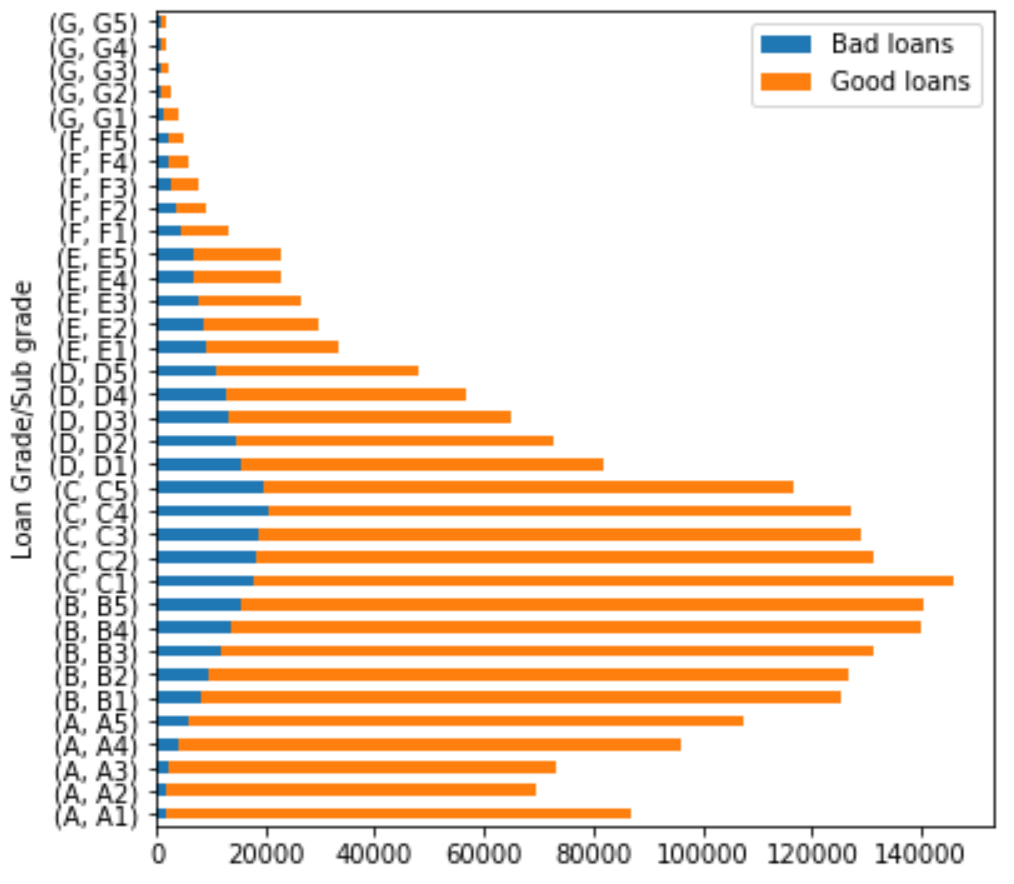 Bad loans
Good loans
Loan Grade/Sub grade
(G, G5)
(G, G4)
(G, G3)
(G, G2)
(G, G1)
(F, F5)
(F, F4)
(F, F3)
(F, F2)
(F, F1)
(E, E5)
(E, E4)
(E, E3)
(E, E2)
(E, E1)
(D, D5)
(D, D4)
(D, D3)
(D, D2)
(D, D1)
(C, C5)
(C, C4)
(C, C3)
(C, C2)
(C, C1)
(B, B5)
(B, B4)
(B, B3)
(B, B2)
(B, B1)
(A, A5)
(A, A4)
(A, A3)
(A, A2)
(A, A1)
0 20000 40000 60000 80000 100000 120000 140000